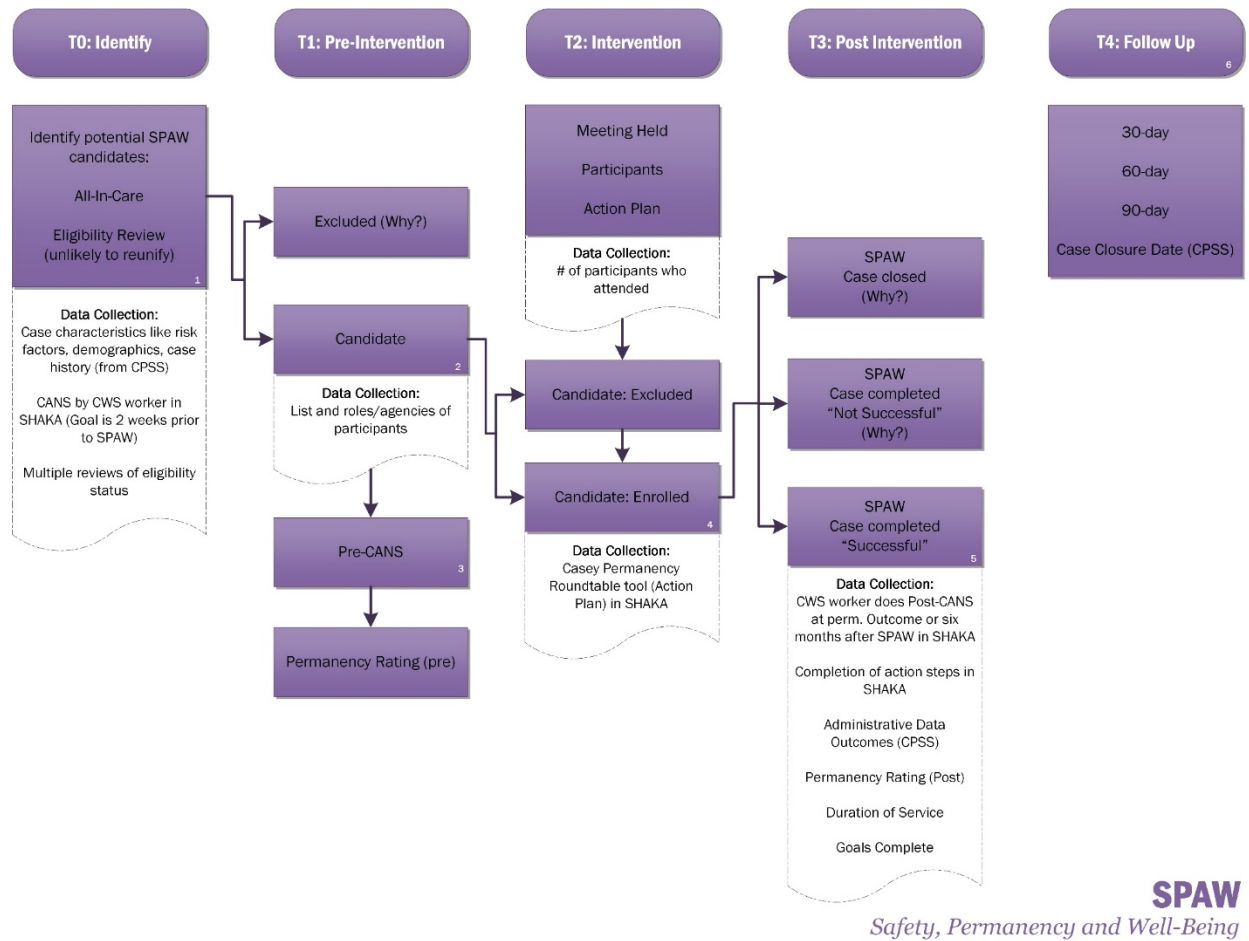 T0: Identify
T1: Pre-Intervention
T2: Intervention
T3: Post Intervention
T4: Follow Up
6
Identify potential SPAW
candidates:
All-In-Care
Eligibility Review
(unlikely to reunify)
1
Data Collection:
Case characteristics like risk
factors, demographics, case
history (from CPSS)
CANS by CWS worker in
SHAKA (Goal is 2 weeks prior
to SPAW)
Multiple reviews of eligibility
status
Excluded (Why?)
Candidate
2
Data Collection:
List and roles/agencies of
participants
Pre-CANS
3
Permanency Rating (pre)
Meeting Held
Participants
Action Plan
Data Collection:
# of participants who
attended
Candidate: Excluded
Candidate: Enrolled
4
Data Collection:
Casey Permanency
Roundtable tool (Action
Plan) in SHAKA
SPAW
Case closed
(Why?)
SPAW
Case completed
“Not Successful”
(Why?)
SPAW
Case completed
“Successful”
5
Data Collection:
CWS worker does Post-CANS
at perm. Outcome or six
months after SPAW in SHAKA
Completion of action steps in
SHAKA
Administrative Data
Outcomes (CPSS)
Permanency Rating (Post)
Duration of Service
Goals Complete
30-day
60-day
90-day
Case Closure Date (CPSS)
SPAW
Safety, Permanency and Well-Being